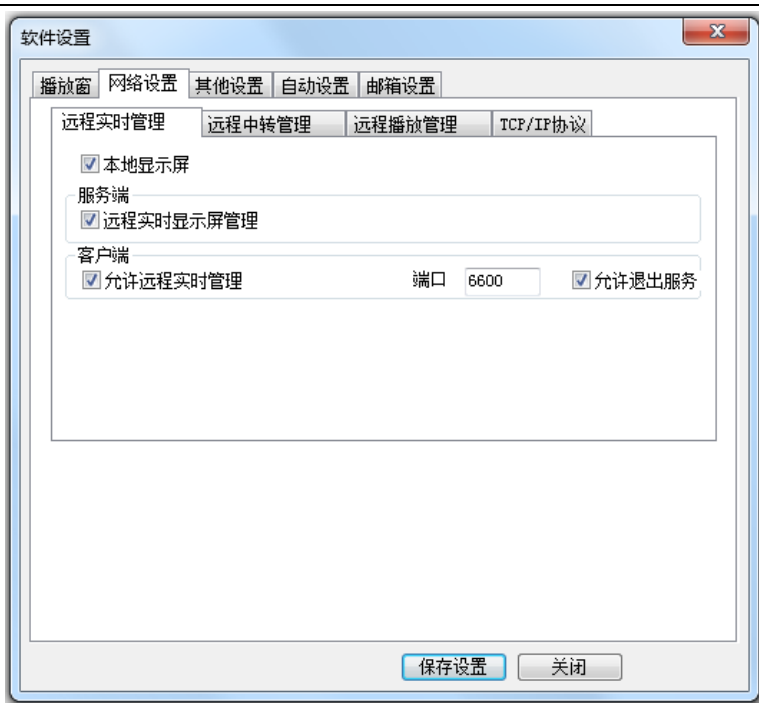 软件设置
播放窗 网络设置 其他设置 自动设置 邮箱设置
远程实时管理 远程中转管理 远程播放管理 TCP/IP协议
本地显示屏
服务端
远程实时显示屏管理
客户端
允许远程实时管理 端口 6600 允许退出服务
保存设置 关闭